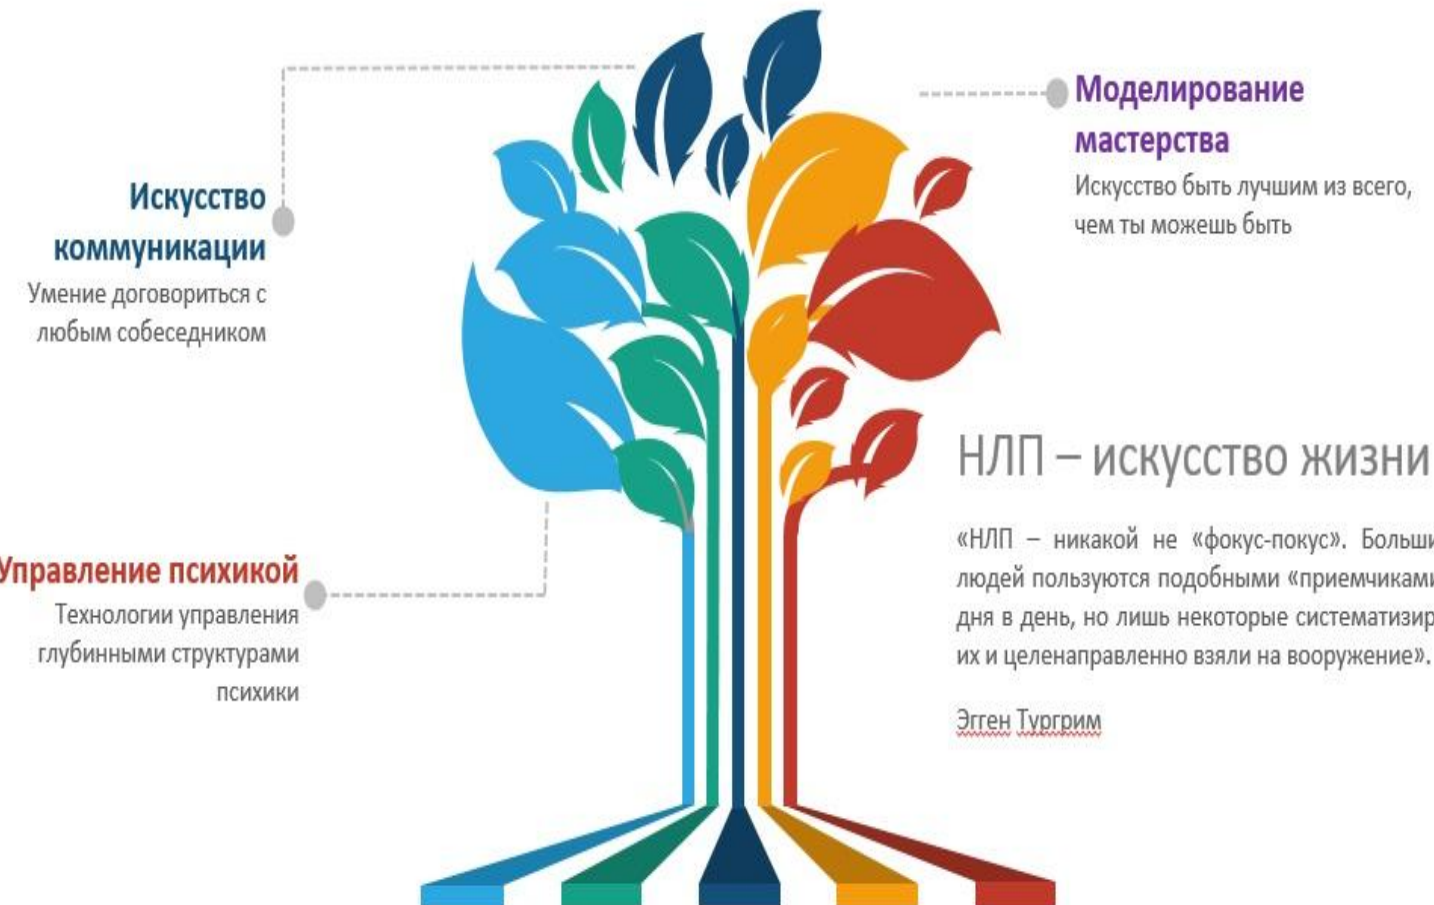 Искусство
коммуникации
Умение договориться с
любым собеседником
Моделирование
мастерства
Искусство быть лучшим из всего,
чем ты можешь быть
Управление психикой
Технологии управления
глубинными структурами
психики
НЛП – искусство жизни
«НЛП – никакой не «фокус-покус».
людей пользуются подобными
дня в день, но лишь некоторые
их и целенаправленно взяли на вооружение».
Эгген Тургрим